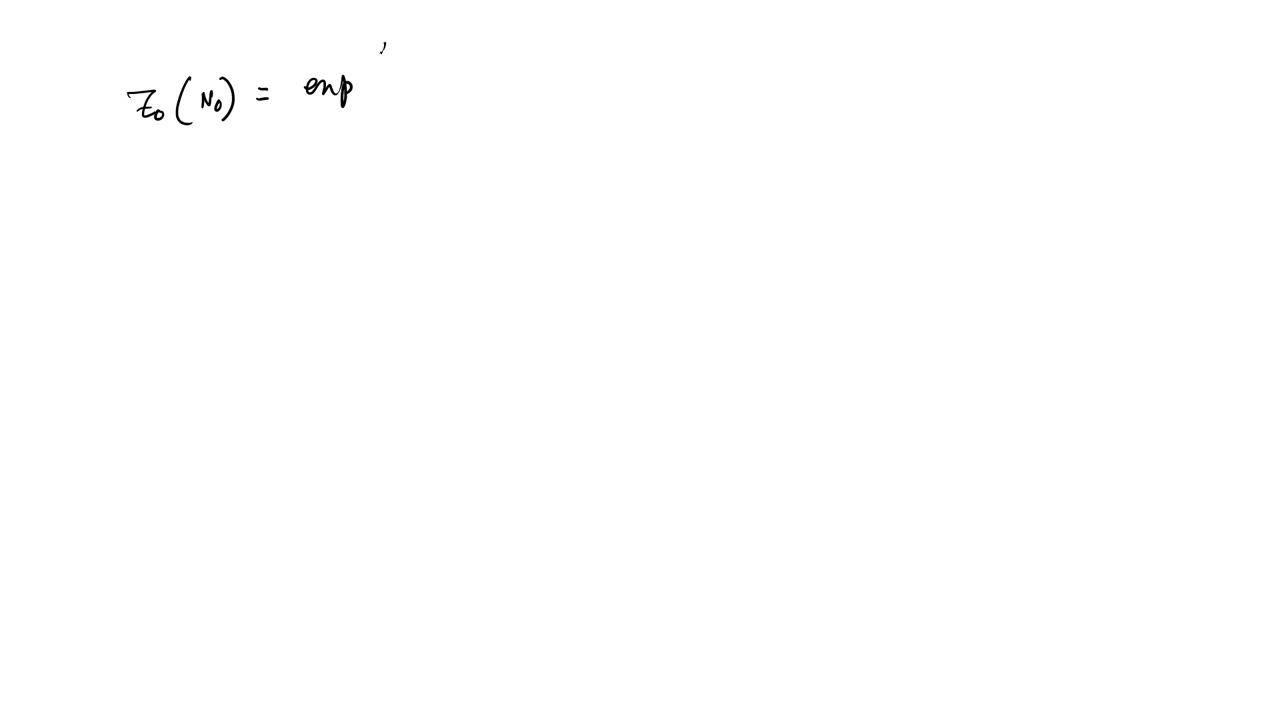 Z₀(N₀) = exp